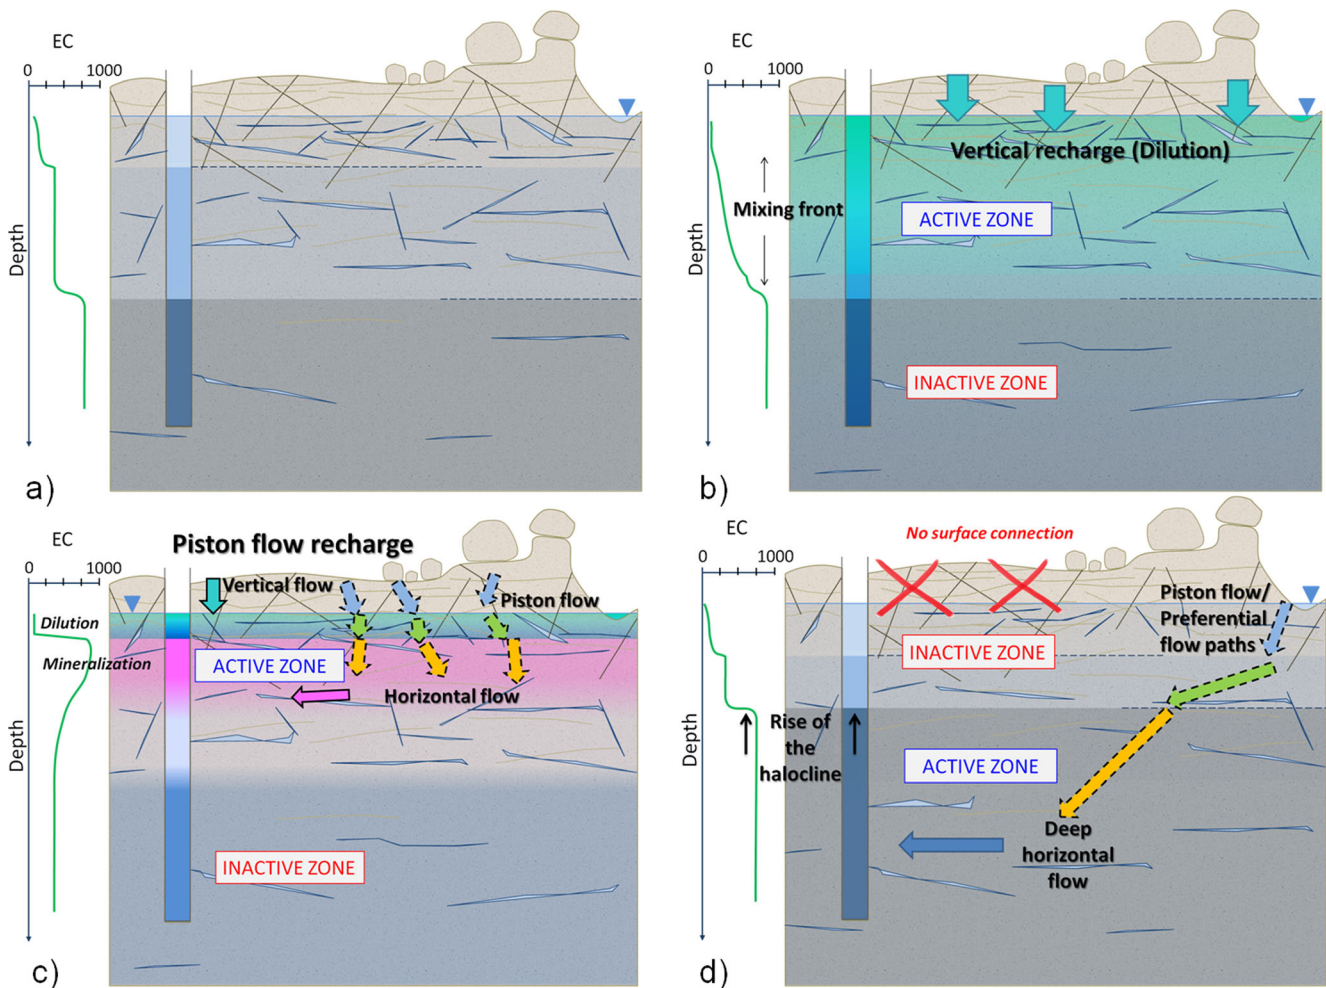 EC
0
1000
Depth
a)
EC
0
1000
Depth
Mixing front
Vertical recharge (Dilution)
ACTIVE ZONE
INACTIVE ZONE
b)
EC
0
1000
Depth
Piston flow recharge
Vertical flow
Piston flow
Dilution
Mineralization
ACTIVE ZONE
Horizontal flow
INACTIVE ZONE
c)
EC
0
1000
Depth
No surface connection
Piston flow/
Preferential
flow paths
INACTIVE ZONE
Rise of
the
halocline
ACTIVE ZONE
Deep
horizontal
flow
d)